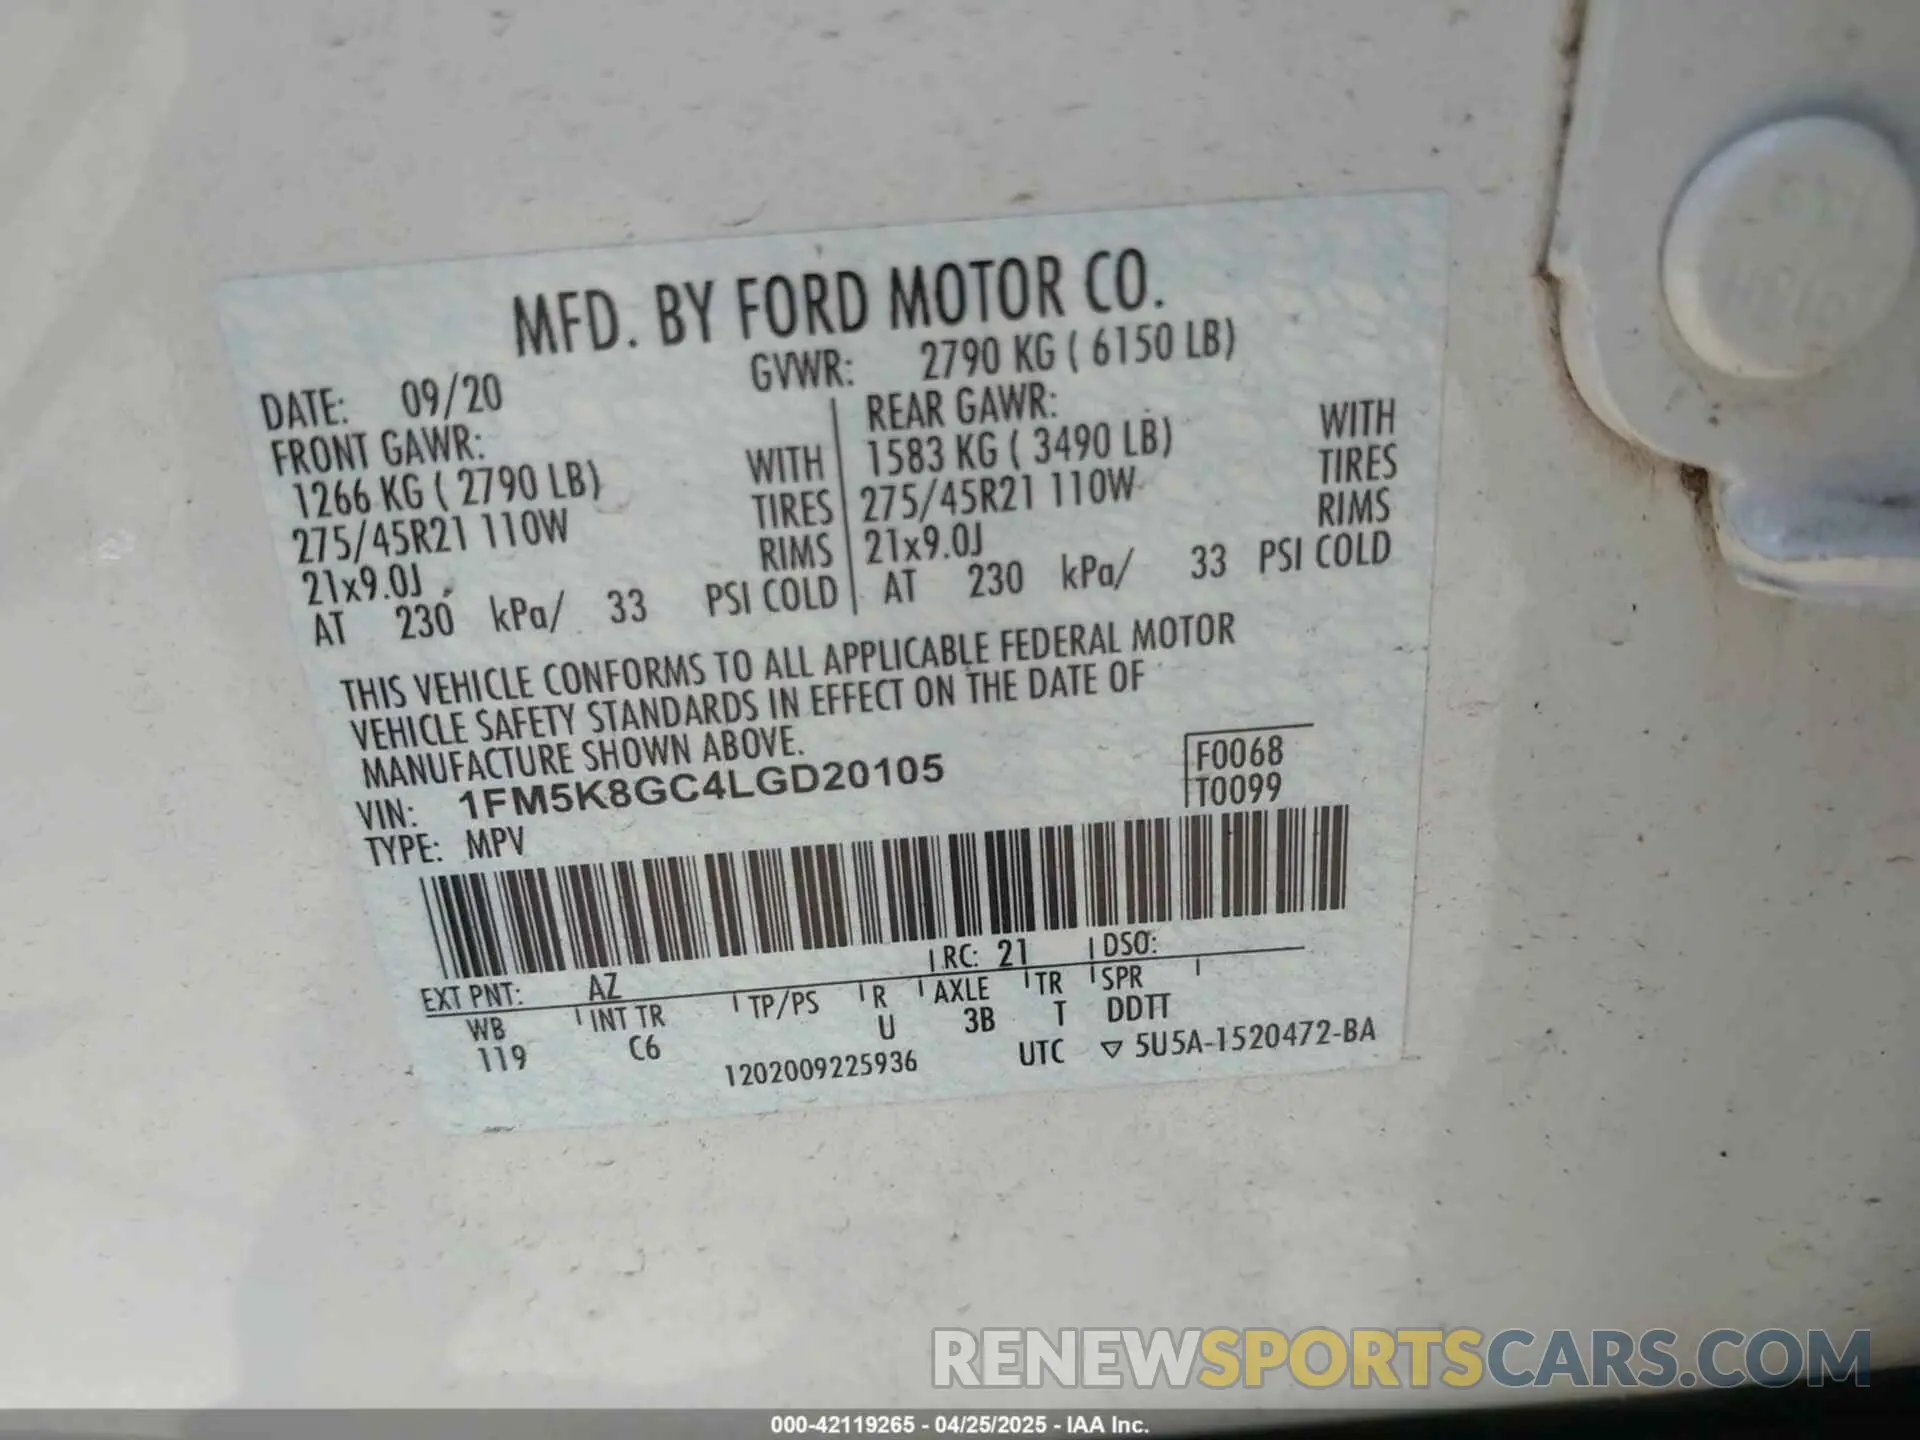 MFD. BY FORD MOTOR CO.
DATE: 09/20 GVWR: 2790 KG ( 6150 LB)
FRONT GAWR: REAR GAWR:
1266 KG ( 2790 LB) WITH 1583 KG ( 3490 LB) WITH
275/45R21 110W TIRES 275/45R21 110W TIRES
21x9.0J RIMS 21x9.0J RIMS
AT 230 kPa/ 33 PSI COLD AT 230 kPa/ 33 PSI COLD
THIS VEHICLE CONFORMS TO ALL APPLICABLE FEDERAL MOTOR
VEHICLE SAFETY STANDARDS IN EFFECT ON THE DATE OF
MANUFACTURE SHOWN ABOVE.
VIN: 1FM5K8GC4LGD20105 F0068
TYPE: MPV T0099
EXT PNT: AZ RC: 21 DSO:
WB INT TR TP/PS R AXLE TR SPR
119 C6 U 3B T DDTT
1202009225936 UTC ▽ 5U5A-1520472-BA
RENEWSPORTSCARS.COM
000-42119265 - 04/25/2025 - IAA Inc.